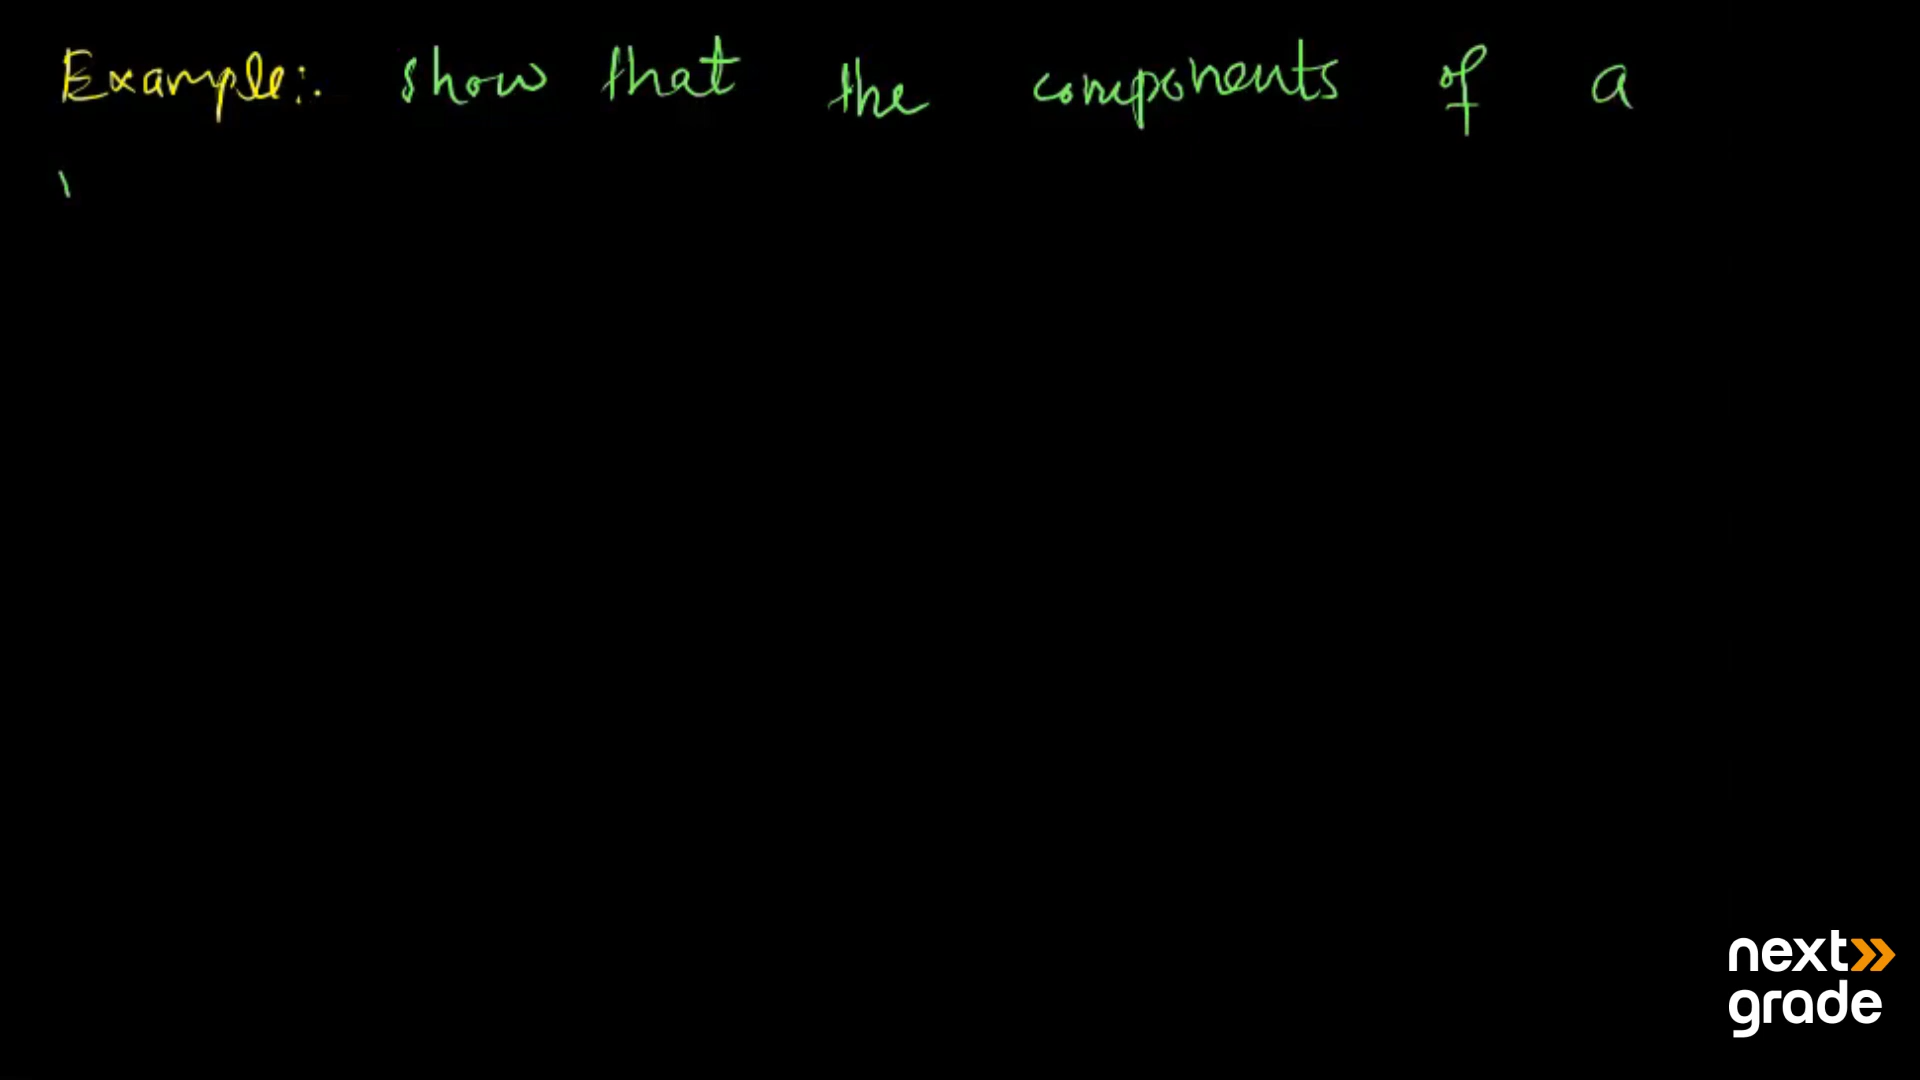 Example:. show that the components of a
next
grade